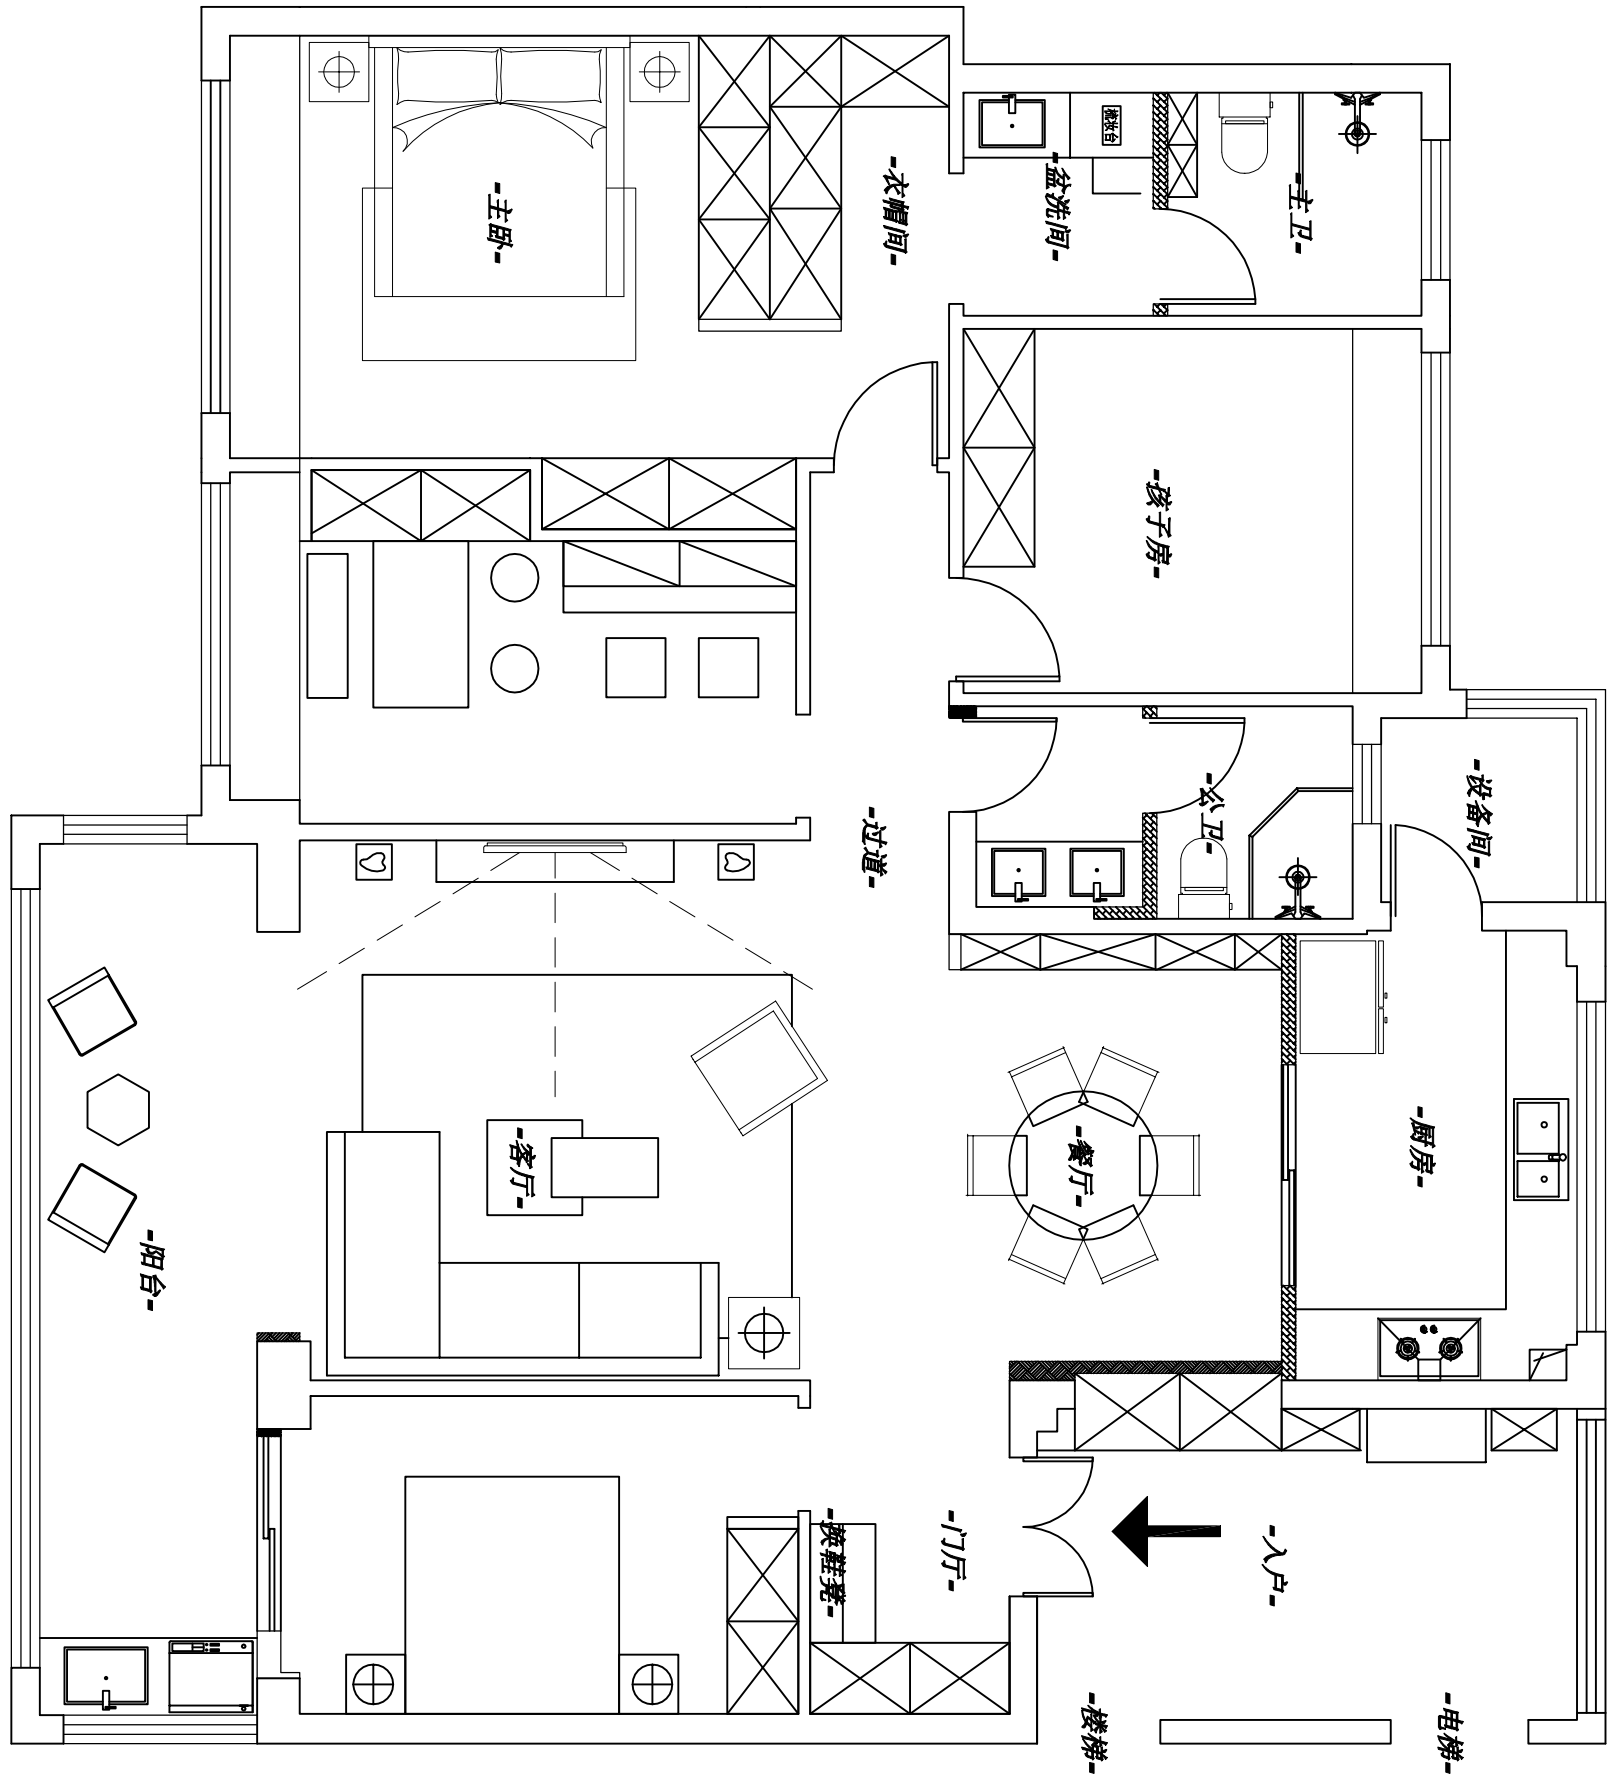 -主卧-
-衣帽间-
-盆洗间-
梳妆台
-主卫-
-孩子房-
-过道-
-公卫-
-设备间-
-客厅-
-餐厅-
-厨房-
-阳台-
-换鞋凳-
-门厅-
-入户-
-楼梯-
-电梯-